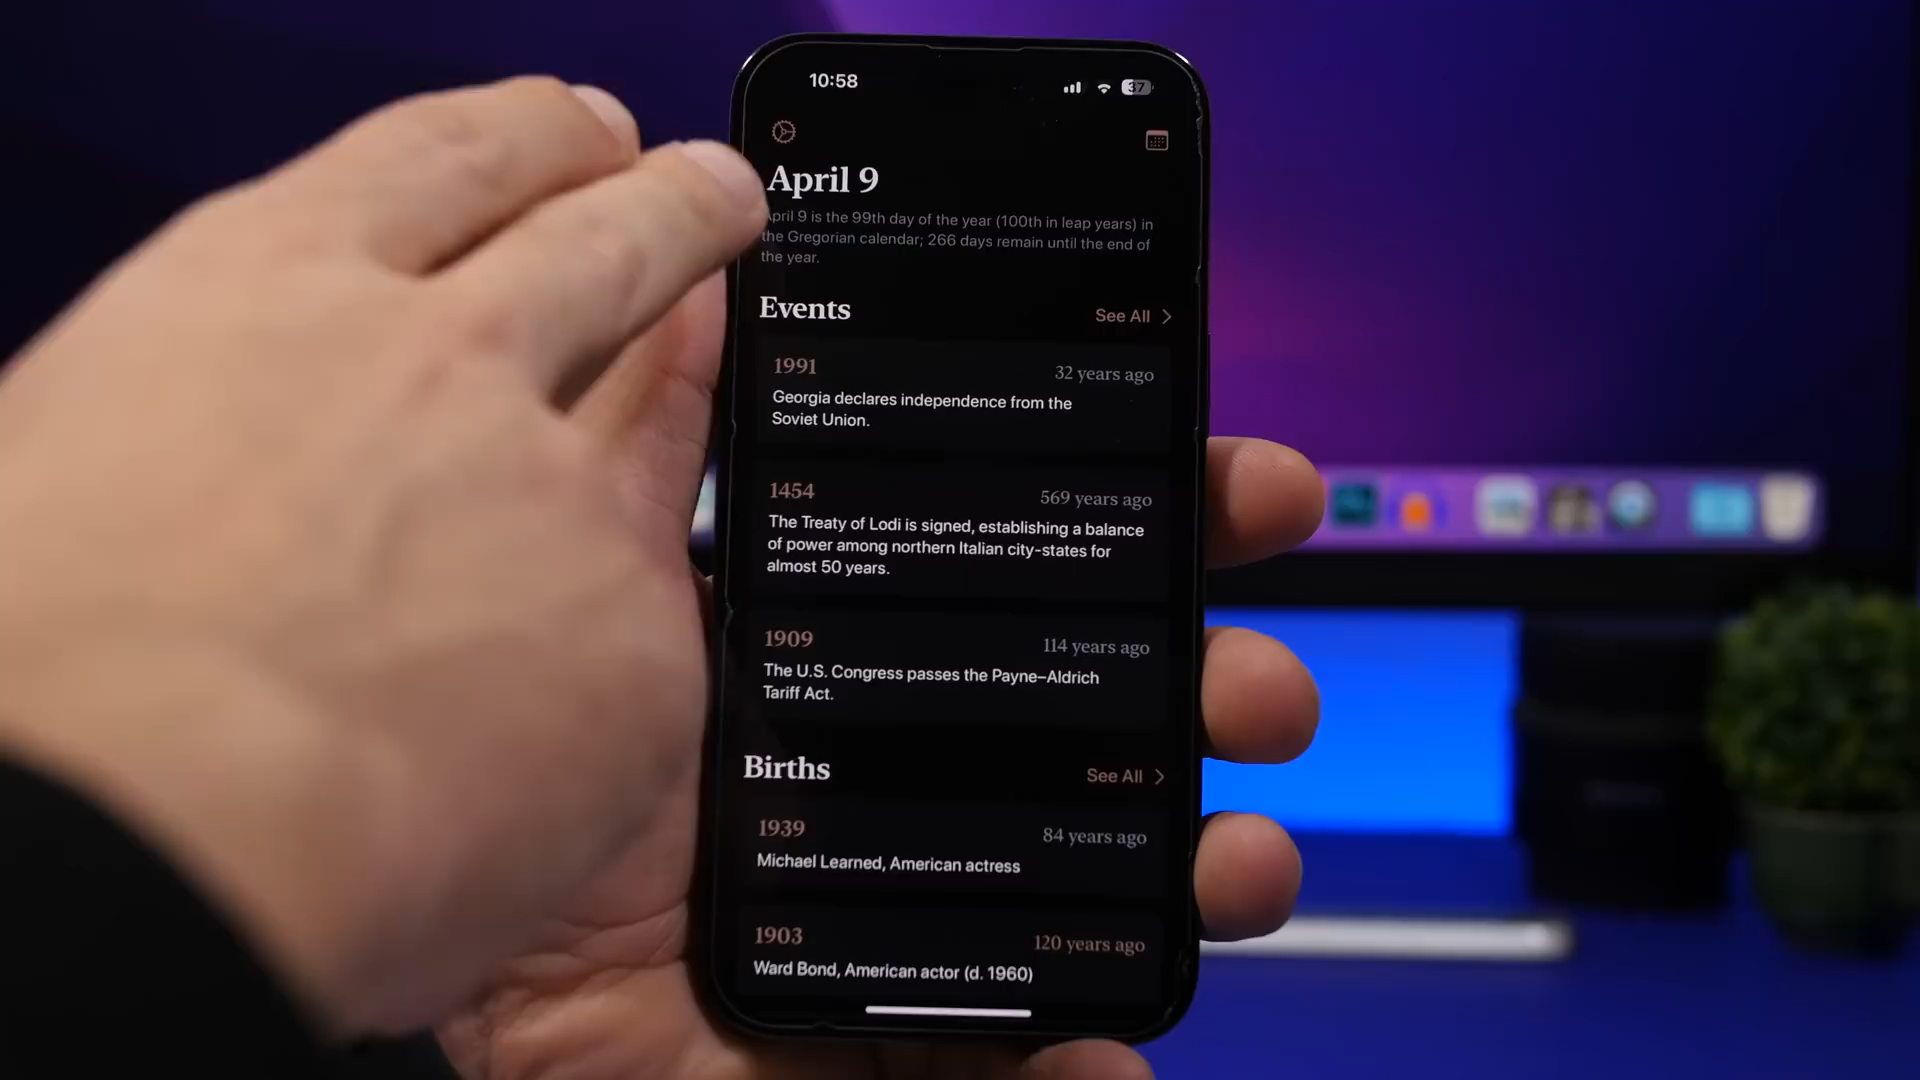 10:58
37
April 9
April 9 is the 99th day of the year (100th in leap years) in
the Gregorian calendar; 266 days remain until the end of
the year.
Events
See All
1991
32 years ago
Georgia declares independence from the
Soviet Union.
1454
569 years ago
The Treaty of Lodi is signed, establishing a balance
of power among northern Italian city-states for
almost 50 years.
1909
114 years ago
The U.S. Congress passes the Payne–Aldrich
Tariff Act.
Births
See All
1939
84 years ago
Michael Learned, American actress
1903
120 years ago
Ward Bond, American actor (d. 1960)